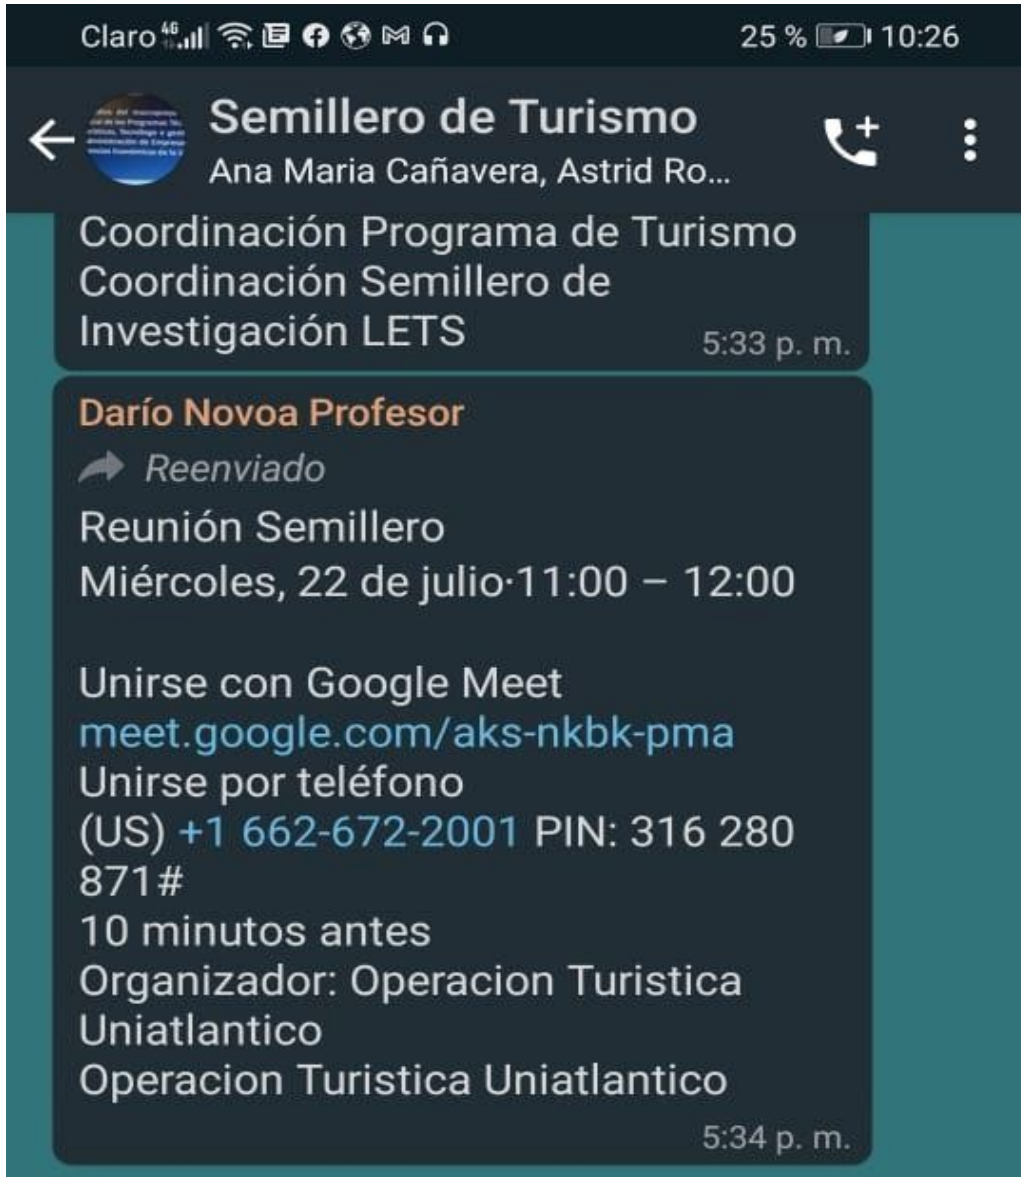 Claro 4G 25 % 10:26
Semillero de Turismo
Ana Maria Cañavera, Astrid Ro...
Coordinación Programa de Turismo
Coordinación Semillero de
Investigación LETS
5:33 p. m.
Darío Novoa Profesor
Reenviado
Reunión Semillero
Miércoles, 22 de julio·11:00 – 12:00
Unirse con Google Meet
meet.google.com/aks-nkbk-pma
Unirse por teléfono
(US) +1 662-672-2001 PIN: 316 280
871#
10 minutos antes
Organizador: Operacion Turistica
Uniatlantico
Operacion Turistica Uniatlantico
5:34 p. m.